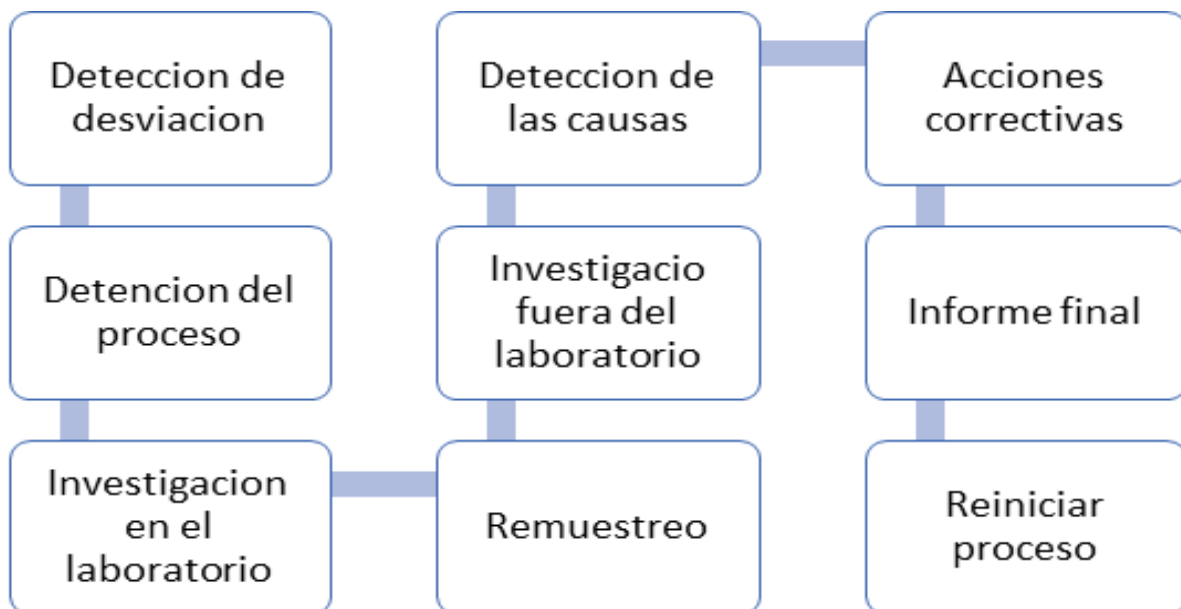 Deteccion de
desviacion
Detencion del
proceso
Investigacion
en el
laboratorio
Remuestreo
Investigacio
fuera del
laboratorio
Deteccion de
las causas
Acciones
correctivas
Informe final
Reiniciar
proceso